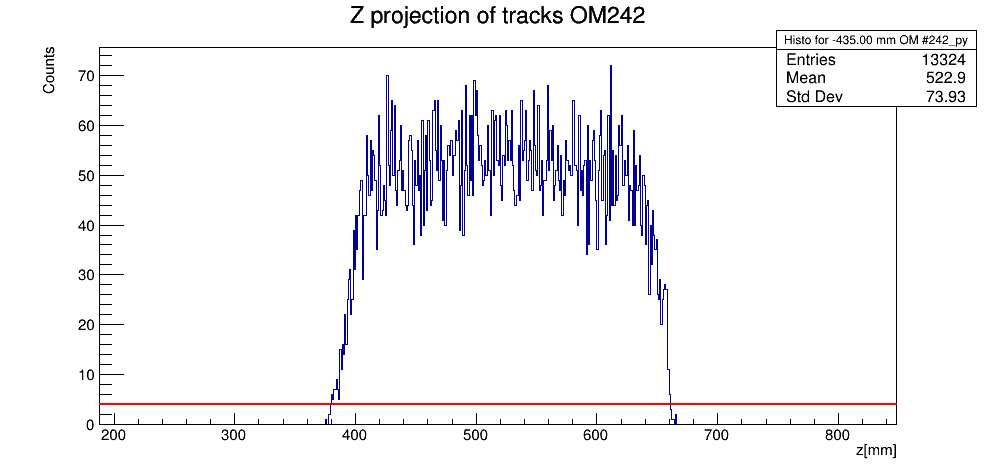 Z projection of tracks OM242
Histo for -435.00 mm OM #242_py
Entries 13324
Mean 522.9
Std Dev 73.93
Counts
70
60
50
40
30
20
10
0
200 300 400 500 600 700 800
z[mm]